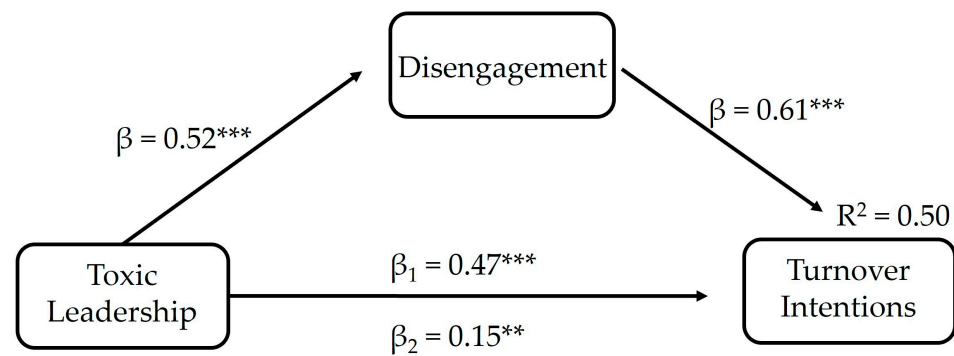 Disengagement
β = 0.52***
β = 0.61***
R² = 0.50
Toxic
Leadership
β₁ = 0.47***
β₂ = 0.15**
Turnover
Intentions